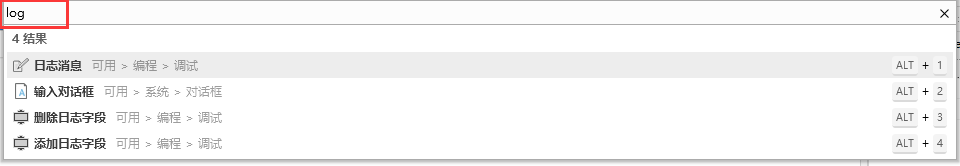 log
4 结果
日志消息 可用 > 编程 > 调试 ALT + 1
输入对话框 可用 > 系统 > 对话框 ALT + 2
删除日志字段 可用 > 编程 > 调试 ALT + 3
添加日志字段 可用 > 编程 > 调试 ALT + 4